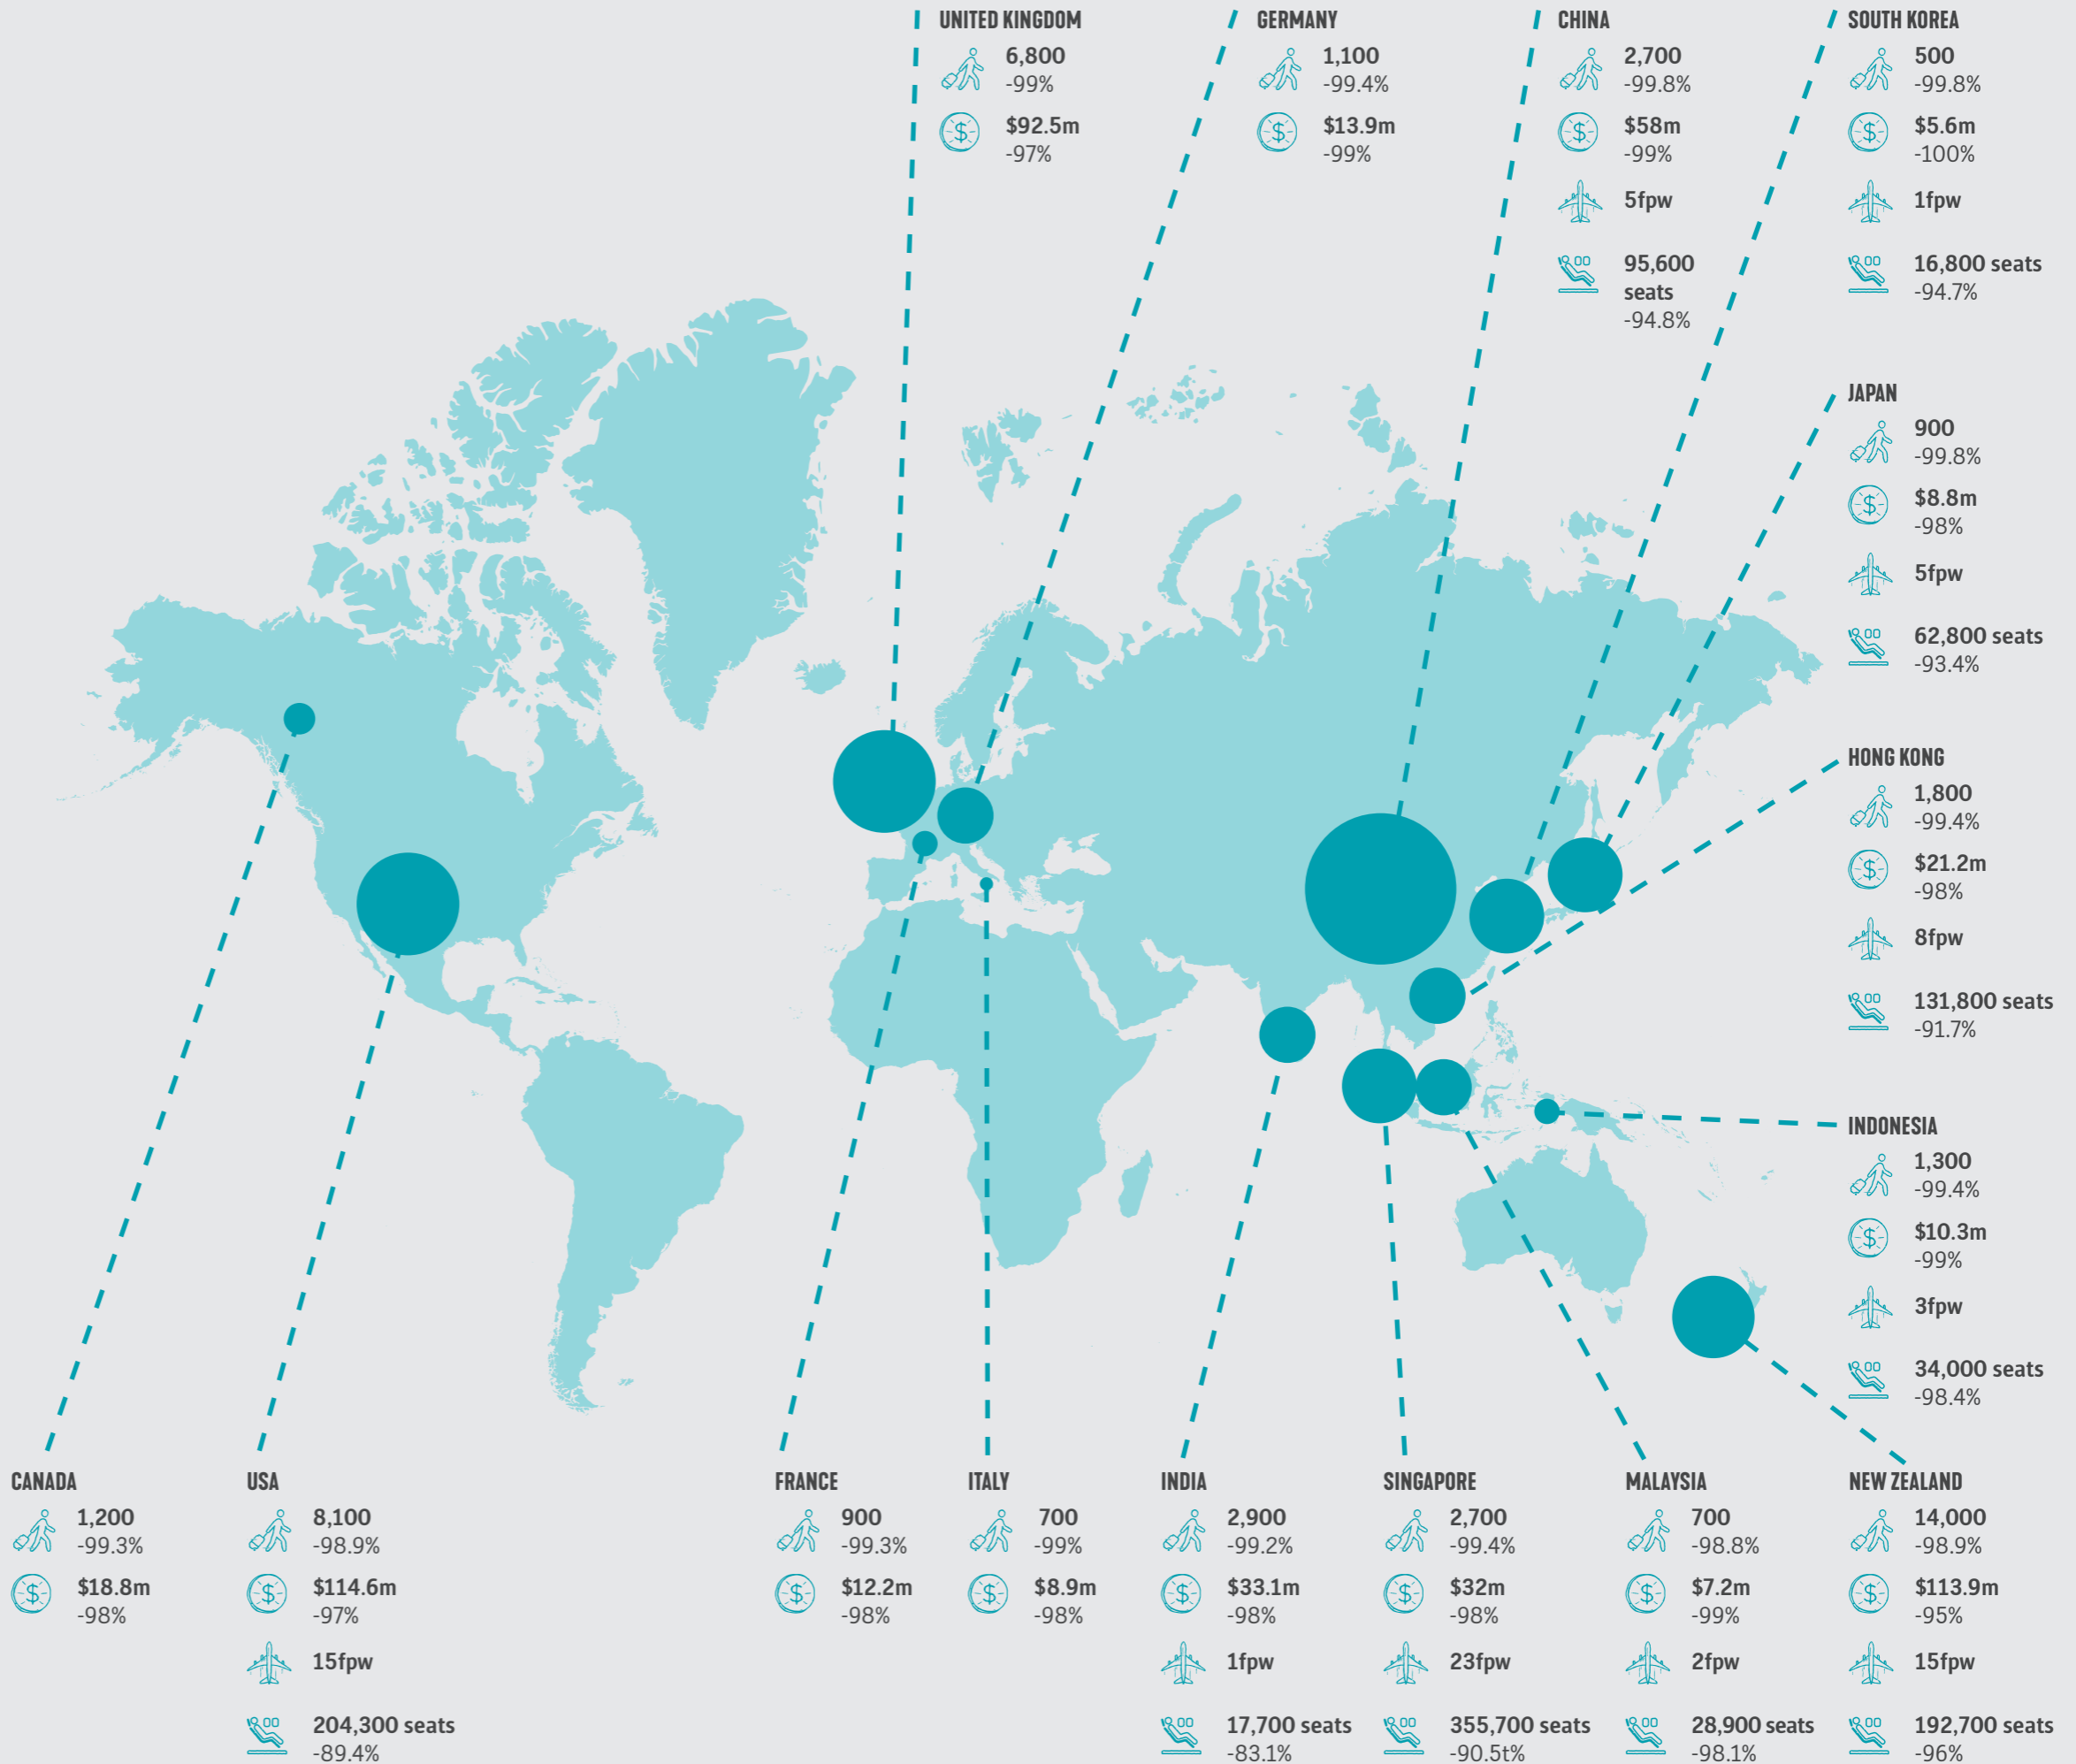 UNITED KINGDOM
6,800
-99%
$92.5m
-97%
GERMANY
1,100
-99.4%
$13.9m
-99%
CHINA
2,700
-99.8%
$58m
-99%
5fpw
95,600
seats
-94.8%
SOUTH KOREA
500
-99.8%
$5.6m
-100%
1fpw
16,800 seats
-94.7%
JAPAN
900
-99.8%
$8.8m
-98%
5fpw
62,800 seats
-93.4%
HONG KONG
1,800
-99.4%
$21.2m
-98%
8fpw
131,800 seats
-91.7%
INDONESIA
1,300
-99.4%
$10.3m
-99%
3fpw
34,000 seats
-98.4%
CANADA
1,200
-99.3%
$18.8m
-98%
USA
8,100
-98.9%
$114.6m
-97%
15fpw
204,300 seats
-89.4%
FRANCE
900
-99.3%
$12.2m
-98%
ITALY
700
-99%
$8.9m
-98%
INDIA
2,900
-99.2%
$33.1m
-98%
1fpw
17,700 seats
-83.1%
SINGAPORE
2,700
-99.4%
$32m
-98%
23fpw
355,700 seats
-90.5t%
MALAYSIA
700
-98.8%
$7.2m
-99%
2fpw
28,900 seats
-98.1%
NEW ZEALAND
14,000
-98.9%
$113.9m
-95%
15fpw
192,700 seats
-96%